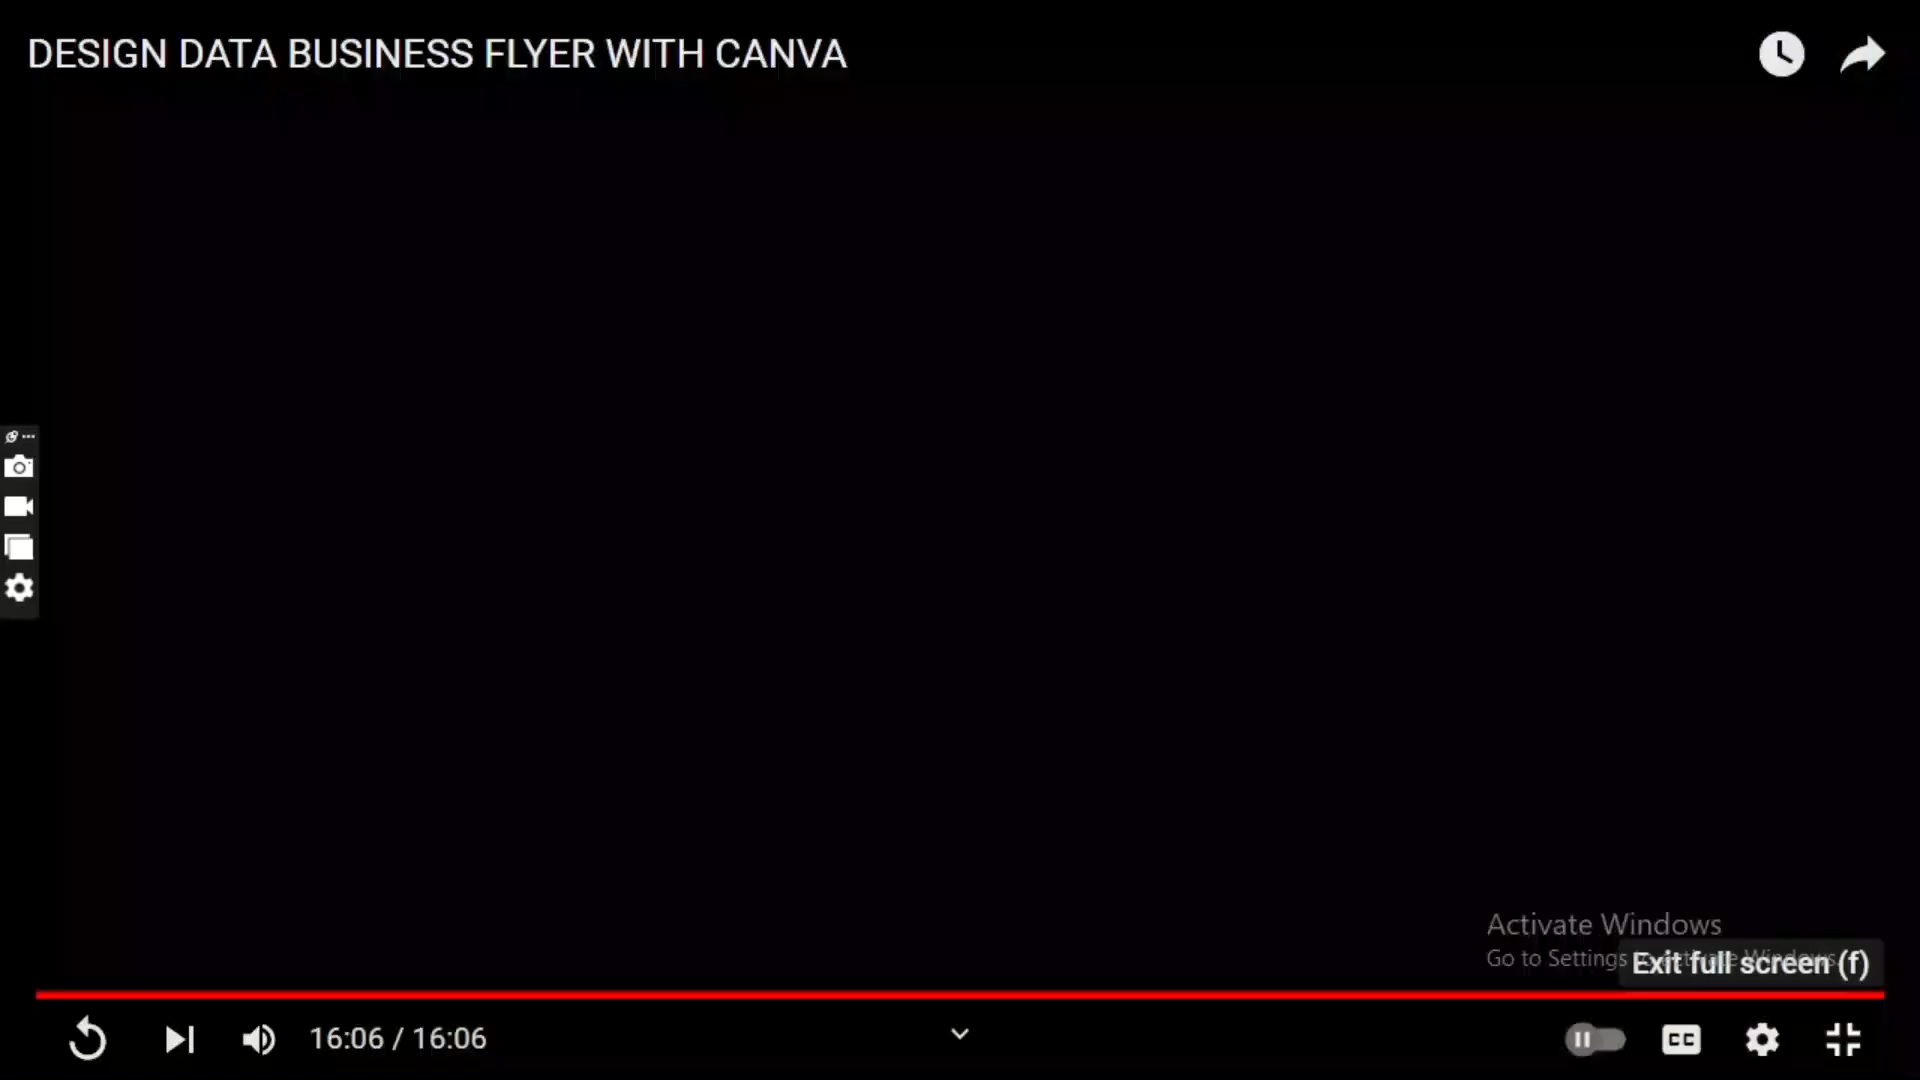 DESIGN DATA BUSINESS FLYER WITH CANVA
Activate Windows
Go to Settings
Exit full screen (f)
16:06 / 16:06
CC